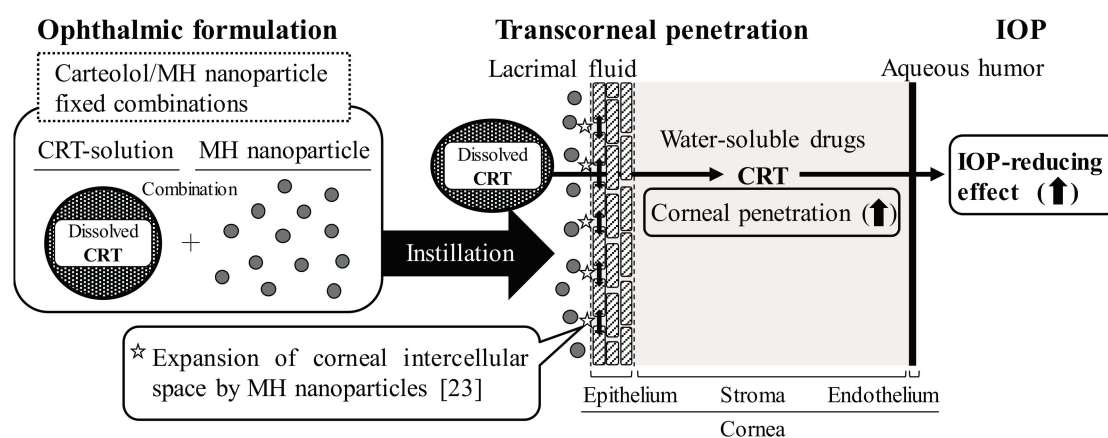 Ophthalmic formulation
Transcorneal penetration
IOP
Carteolol/MH nanoparticle
fixed combinations
CRT-solution
MH nanoparticle
Combination
Dissolved
CRT
+
Instillation
Lacrimal fluid
Aqueous humor
Dissolved
CRT
Water-soluble drugs
CRT
Corneal penetration (⬆)
IOP-reducing
effect (⬆)
☆ Expansion of corneal intercellular
space by MH nanoparticles [23]
Epithelium
Stroma
Endothelium
Cornea